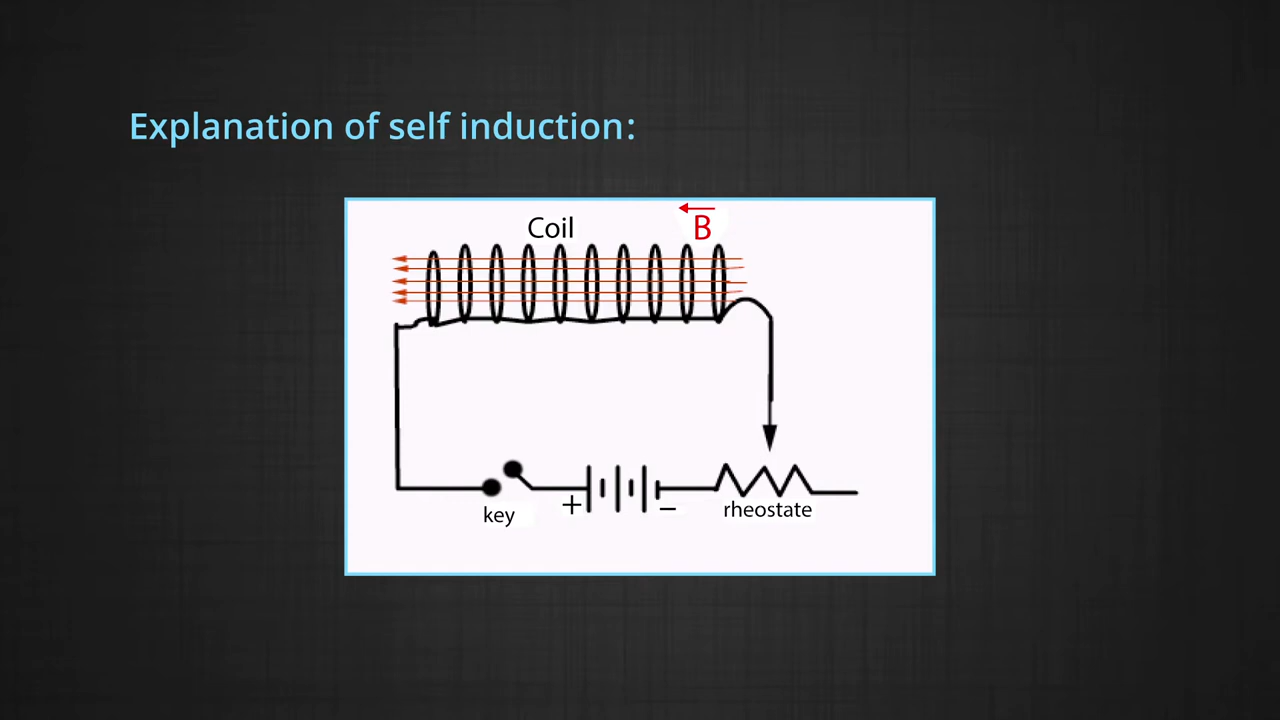 Explanation of self induction:
Coil
B
key
+
−
rheostate